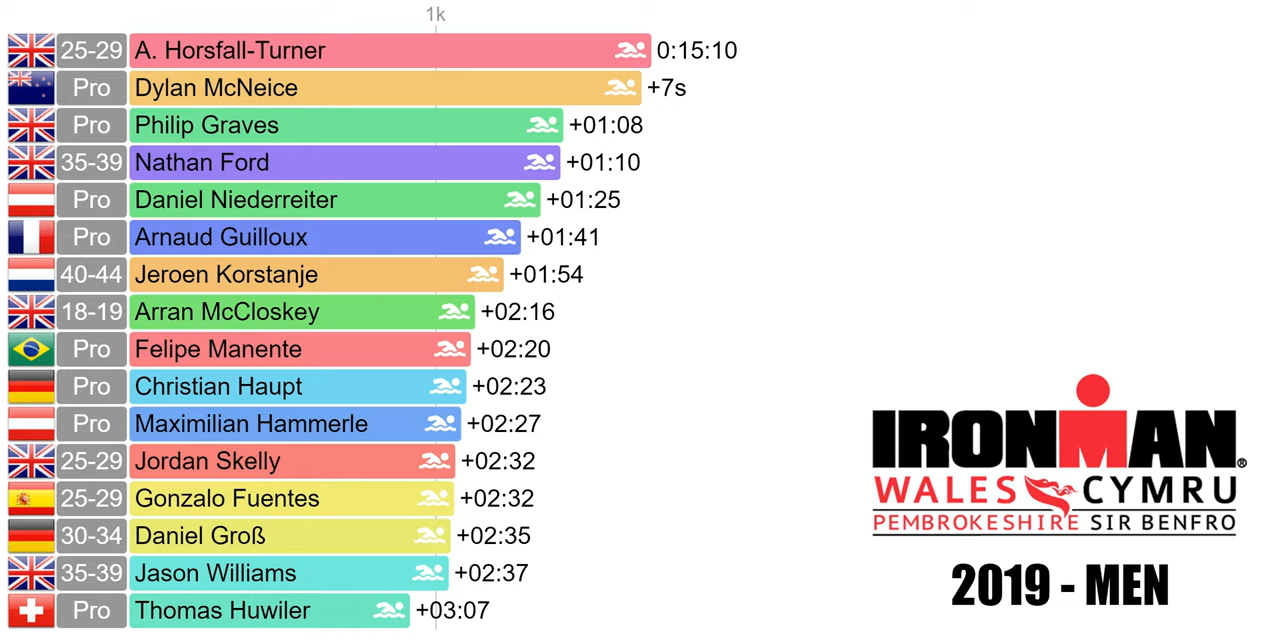 1k
25-29 A. Horsfall-Turner 0:15:10
Pro Dylan McNeice +7s
Pro Philip Graves +01:08
35-39 Nathan Ford +01:10
Pro Daniel Niederreiter +01:25
Pro Arnaud Guilloux +01:41
40-44 Jeroen Korstanje +01:54
18-19 Arran McCloskey +02:16
Pro Felipe Manente +02:20
Pro Christian Haupt +02:23
Pro Maximilian Hammerle +02:27
25-29 Jordan Skelly +02:32
25-29 Gonzalo Fuentes +02:32
30-34 Daniel Groß +02:35
35-39 Jason Williams +02:37
Pro Thomas Huwiler +03:07
IRONMAN®
WALES CYMRU
PEMBROKESHIRE SIR BENFRO
2019 - MEN